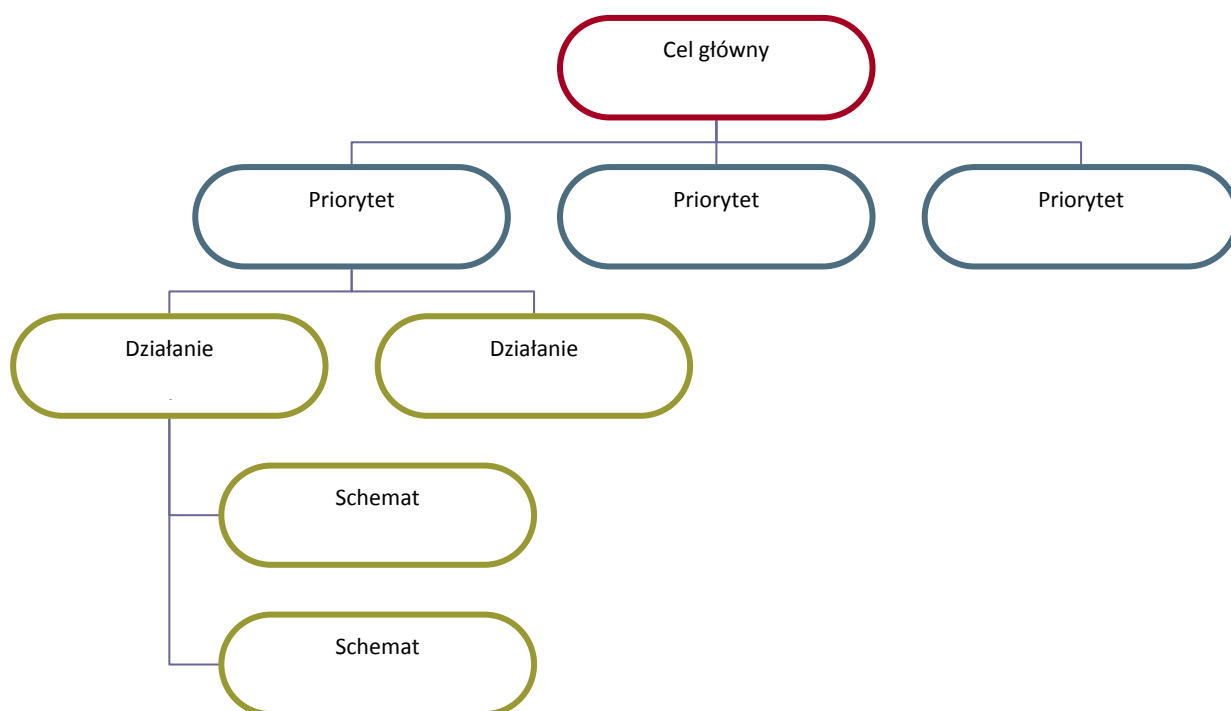 Cel główny
Priorytet
Priorytet
Priorytet
Działanie
Działanie
Schemat
Schemat